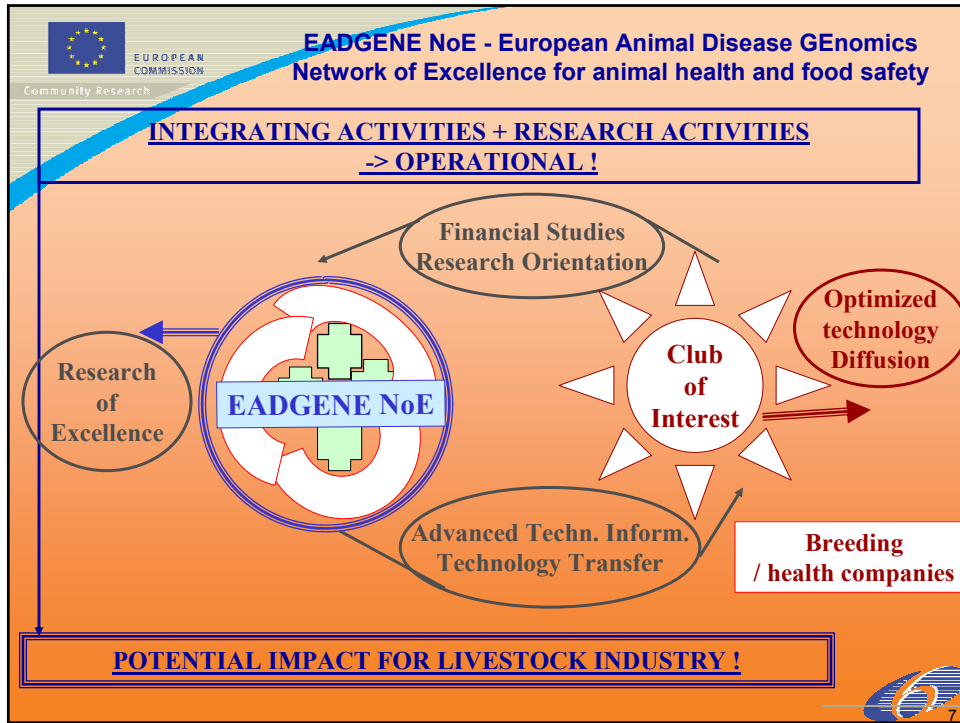 EUROPEAN
COMMISSION
Community Research
EADGENE NoE - European Animal Disease GEnomics
Network of Excellence for animal health and food safety
INTEGRATING ACTIVITIES + RESEARCH ACTIVITIES
-> OPERATIONAL !
Financial Studies
Research Orientation
Optimized
technology
Diffusion
Club
of
Interest
Research
of
Excellence
EADGENE NoE
Advanced Techn. Inform.
Technology Transfer
Breeding
/ health companies
POTENTIAL IMPACT FOR LIVESTOCK INDUSTRY !
6
7